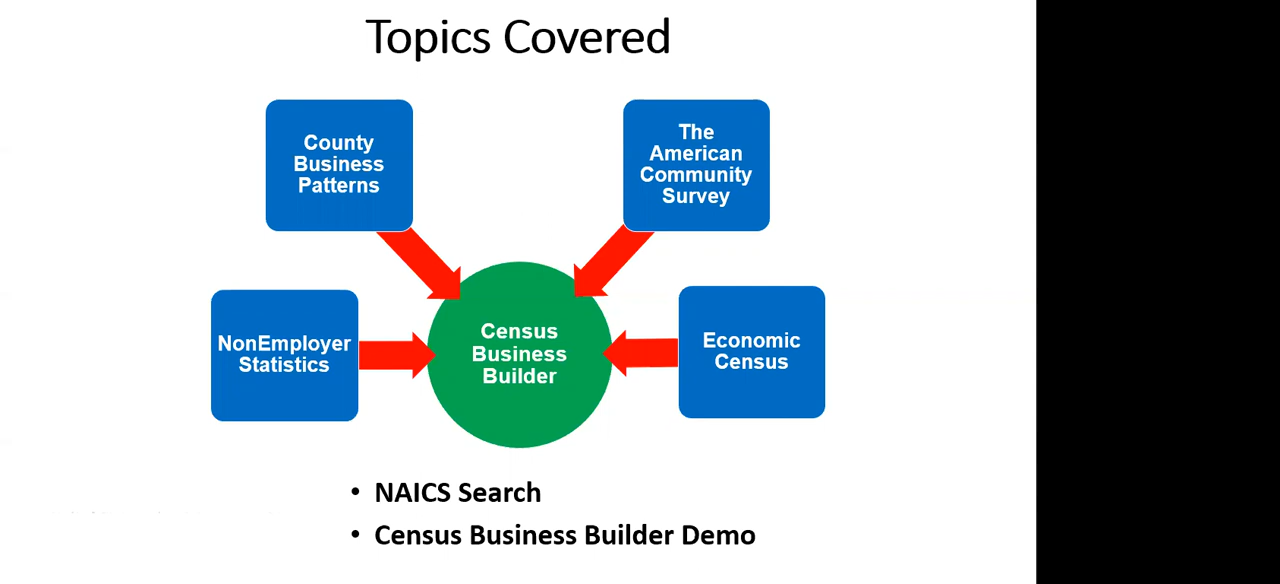 Topics Covered
County
Business
Patterns
The
American
Community
Survey
NonEmployer
Statistics
Census
Business
Builder
Economic
Census
• NAICS Search
• Census Business Builder Demo